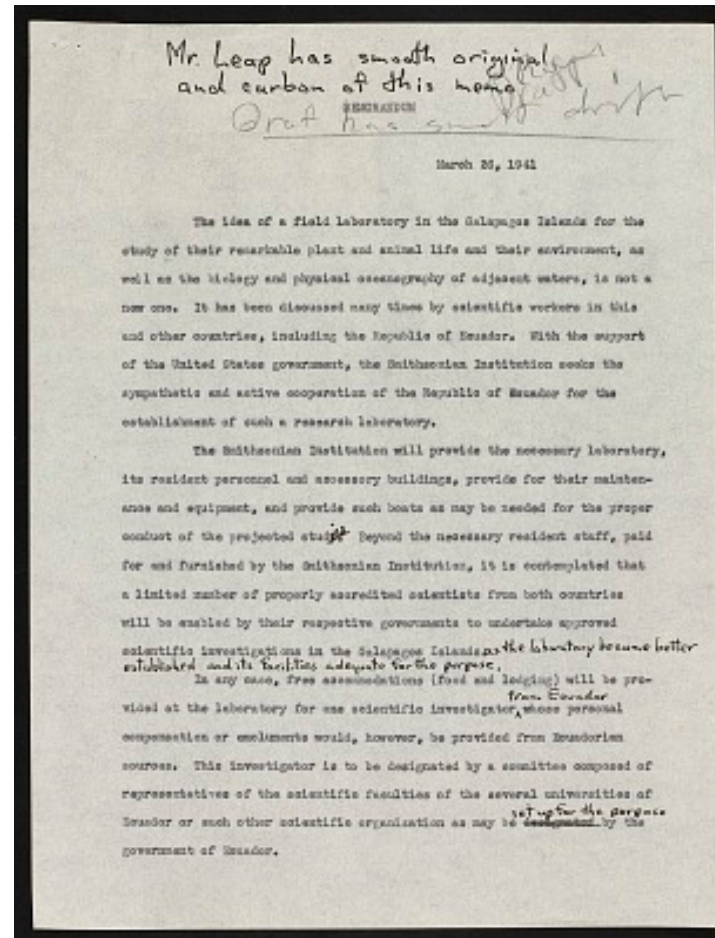 Mr. Leap has smooth original
and carbon of this memo
MEMORANDUM
March 26, 1941
The idea of a field laboratory in the Galapagos Islands for the
study of their remarkable plant and animal life and their environment, as
well as the biology and physical oceanography of adjacent waters, is not a
new one. It has been discussed many times by scientific workers in this
and other countries, including the Republic of Ecuador. With the support
of the United States government, the Smithsonian Institution seeks the
sympathetic and active cooperation of the Republic of Ecuador for the
establishment of such a research laboratory.
The Smithsonian Institution will provide the necessary laboratory,
its resident personnel and accessory buildings, provide for their mainten-
ance and equipment, and provide such boats as may be needed for the proper
conduct of the projected studies Beyond the necessary resident staff, paid
for and furnished by the Smithsonian Institution, it is contemplated that
a limited number of properly accredited scientists from both countries
will be enabled by their respective governments to undertake approved
scientific investigations in the Galapagos Islands as the laboratory became better
established and its facilities adequate for the purpose.
In any case, free accomodations (food and lodging) will be pro-
from Ecuador
vided at the laboratory for one scientific investigator, whose personal
compensation or emoluments would, however, be provided from Ecuadorian
sources. This investigator is to be designated by a committee composed of
representatives of the scientific faculties of the several universities of
set up for the purpose
Ecuador or such other scientific organization as may be designated by the
government of Ecuador.